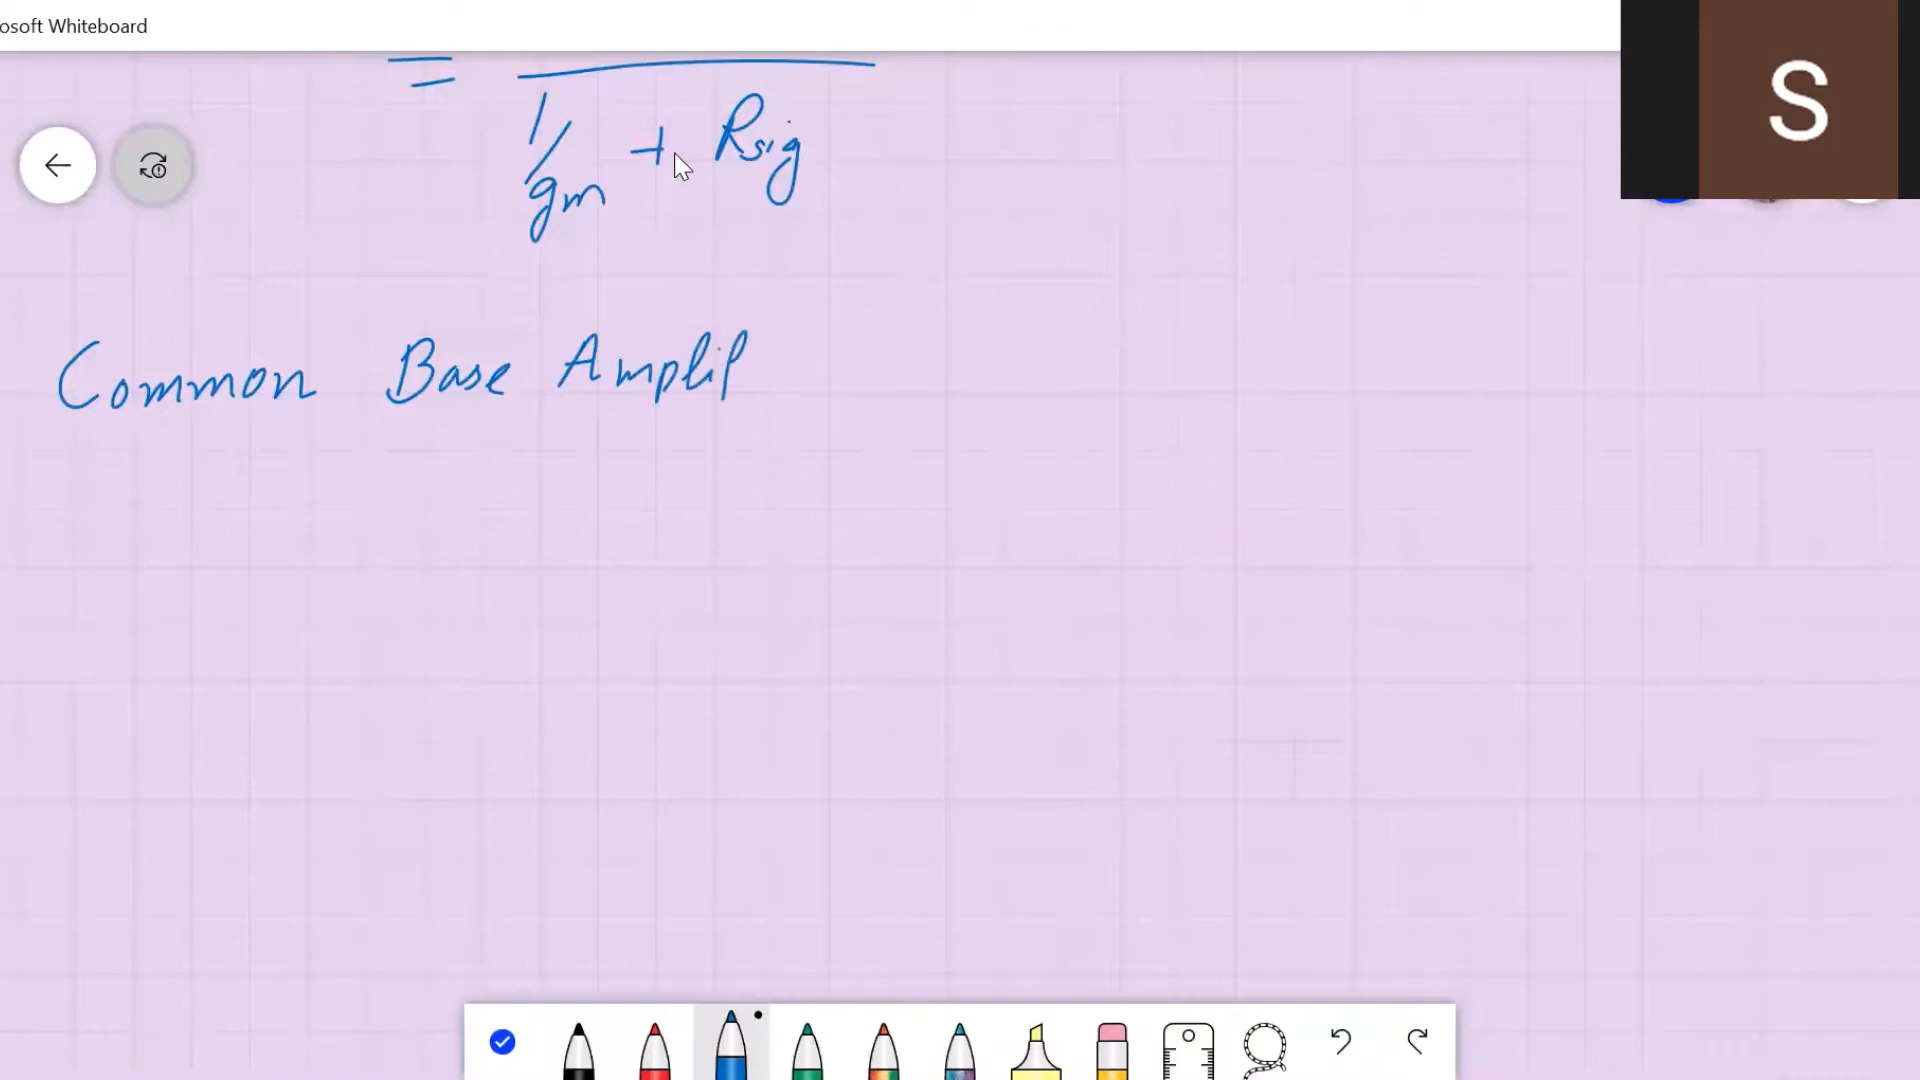 osoft Whiteboard
S
=
1/gm + Rsig
Common Base Amplif